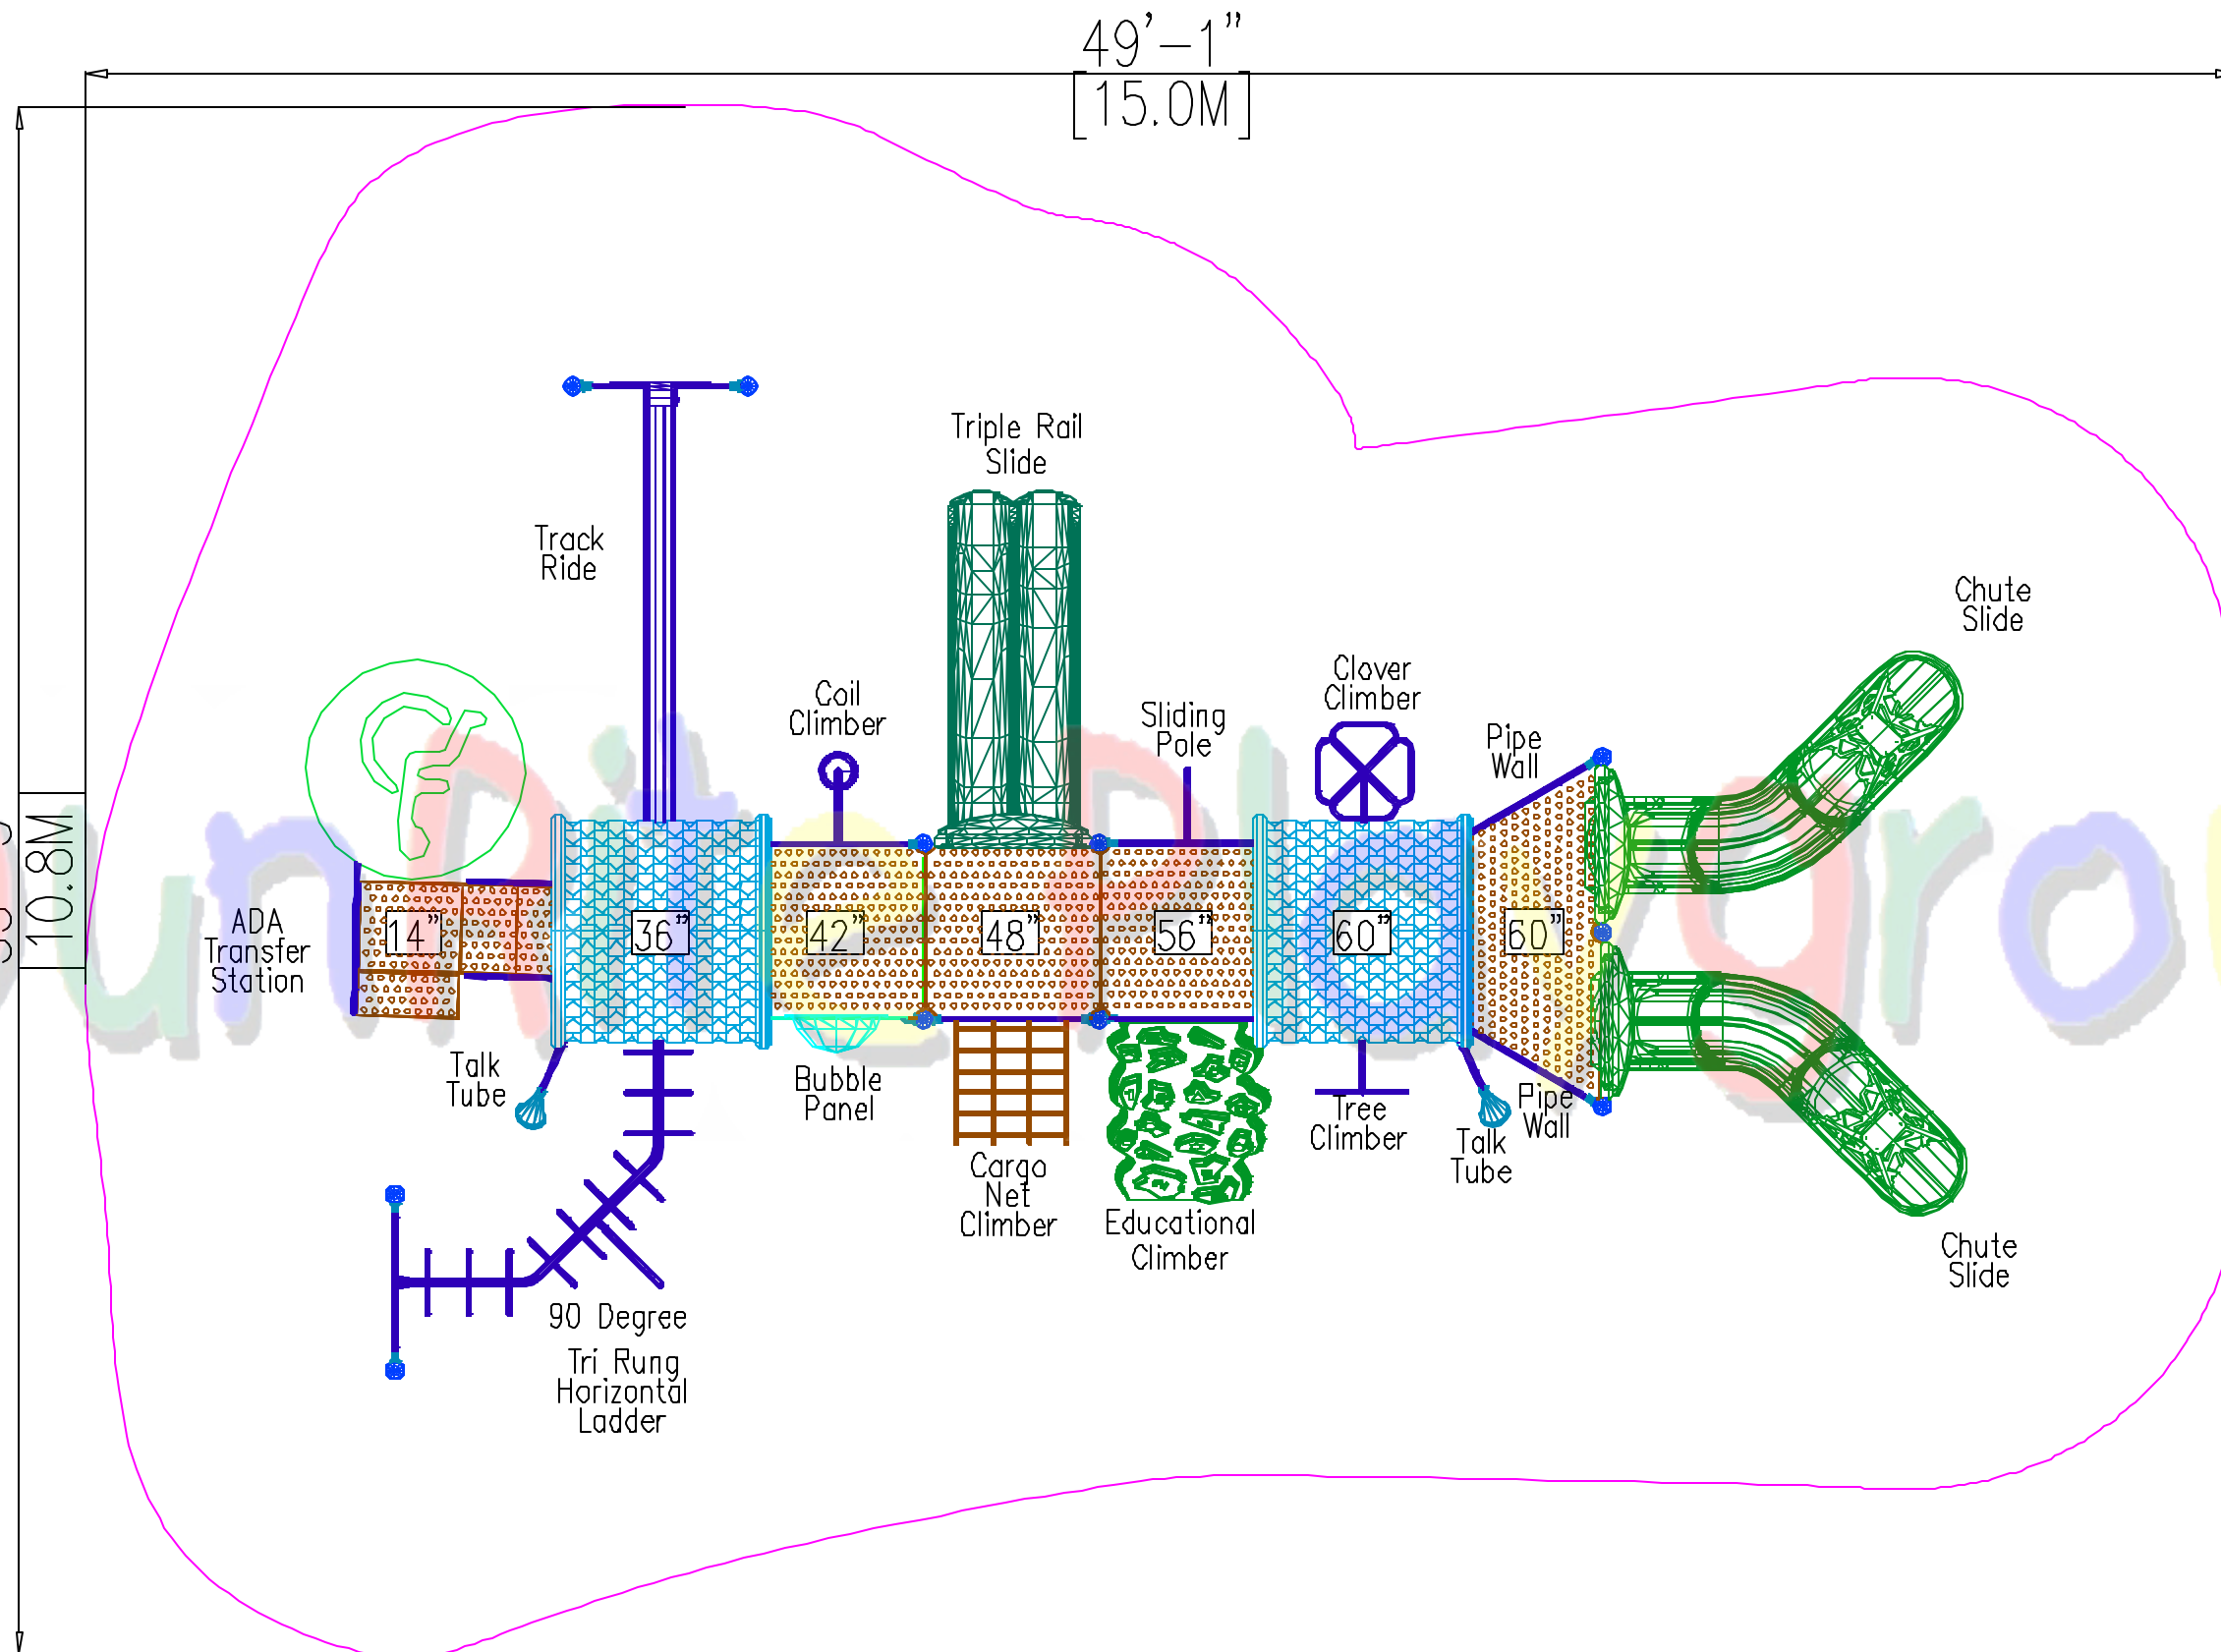 49'-1"
[15.0M]
10.8M
Triple Rail
Slide
Track
Ride
Chute
Slide
Coil
Climber
Clover
Climber
Sliding
Pole
Pipe
Wall
ADA
Transfer
Station
14"
36"
42"
48"
56"
60"
60"
Talk
Tube
Bubble
Panel
Cargo
Net
Climber
Educational
Climber
Tree
Climber
Pipe
Wall
Talk
Tube
Chute
Slide
90 Degree
Tri Rung
Horizontal
Ladder